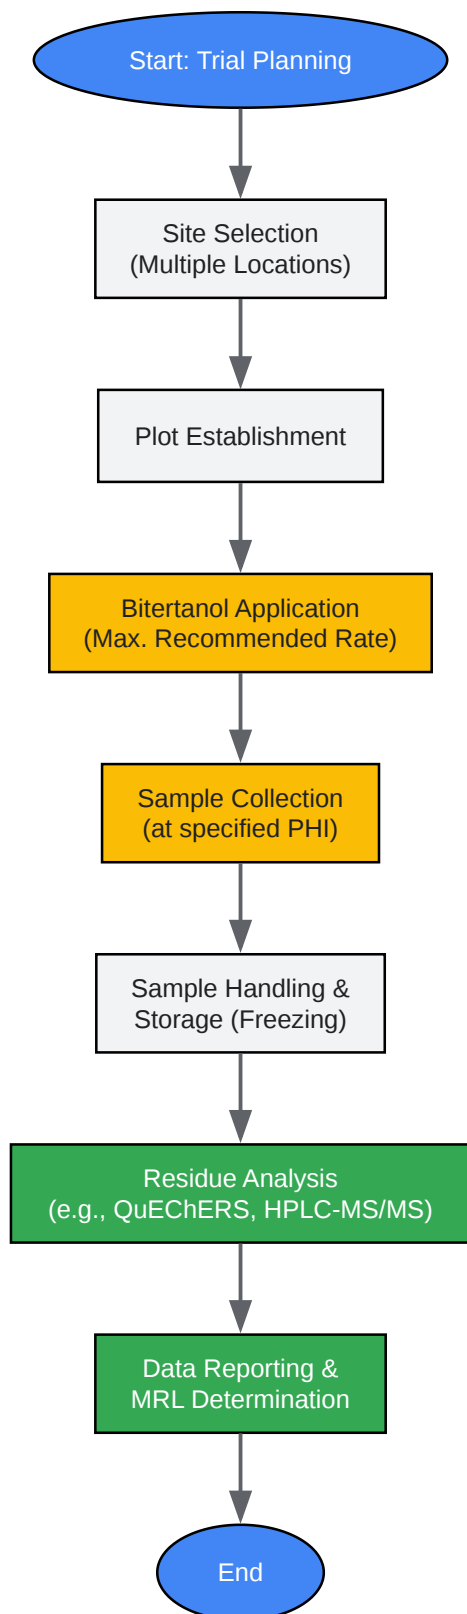 Start: Trial Planning
Site Selection
(Multiple Locations)
Plot Establishment
Bitertanol Application
(Max. Recommended Rate)
Sample Collection
(at specified PHI)
Sample Handling &
Storage (Freezing)
Residue Analysis
(e.g., QuEChERS, HPLC-MS/MS)
Data Reporting &
MRL Determination
End